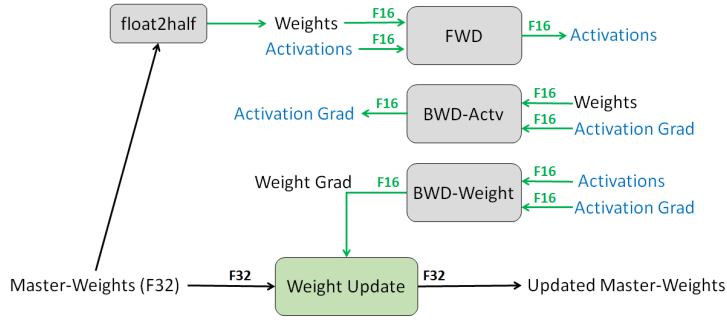 float2half
Weights
F16
Activations
F16
FWD
F16
Activations
Activation Grad
F16
BWD-Actv
F16
Weights
F16
Activation Grad
Weight Grad
F16
BWD-Weight
F16
Activations
F16
Activation Grad
Master-Weights (F32)
F32
Weight Update
F32
Updated Master-Weights